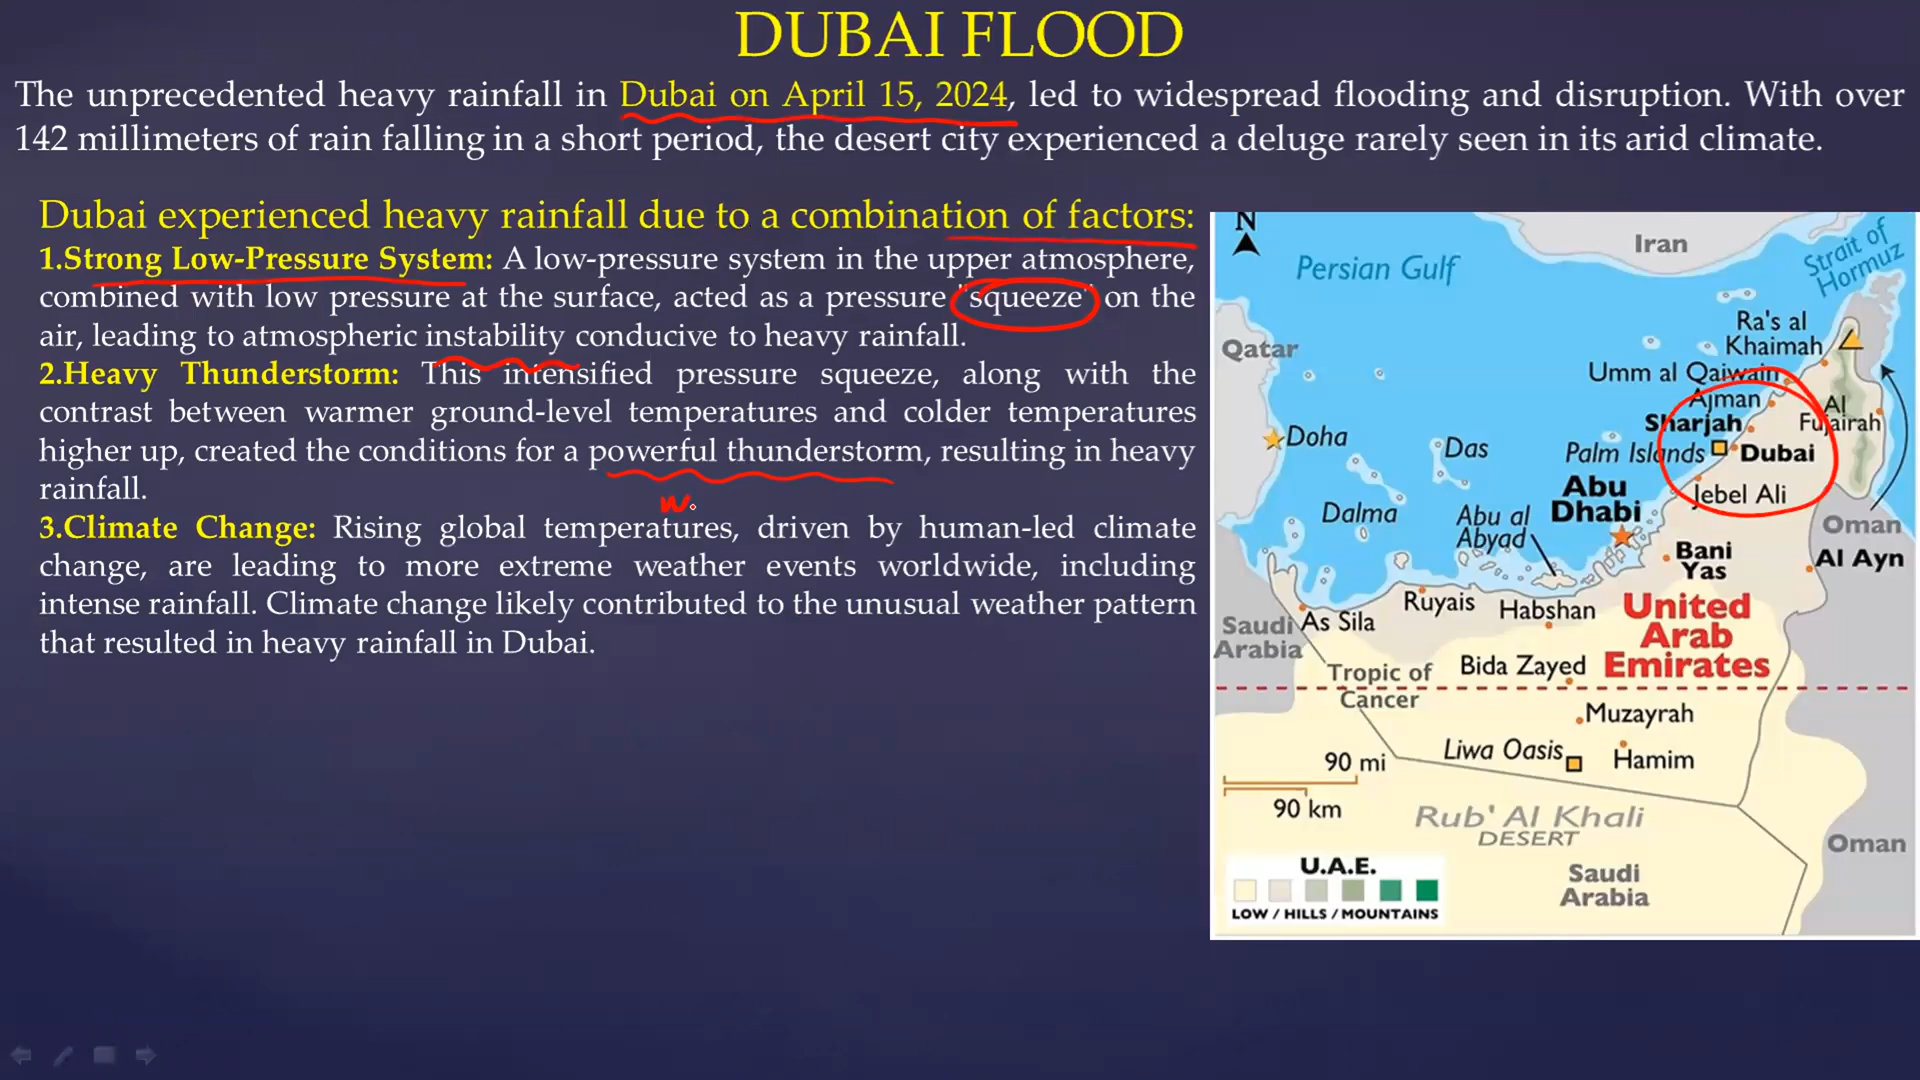 DUBAI FLOOD
The unprecedented heavy rainfall in Dubai on April 15, 2024, led to widespread flooding and disruption. With over
142 millimeters of rain falling in a short period, the desert city experienced a deluge rarely seen in its arid climate.
Dubai experienced heavy rainfall due to a combination of factors:
1.Strong Low-Pressure System: A low-pressure system in the upper atmosphere,
combined with low pressure at the surface, acted as a pressure "squeeze" on the
air, leading to atmospheric instability conducive to heavy rainfall.
2.Heavy Thunderstorm: This intensified pressure squeeze, along with the
contrast between warmer ground-level temperatures and colder temperatures
higher up, created the conditions for a powerful thunderstorm, resulting in heavy
rainfall.
3.Climate Change: Rising global temperatures, driven by human-led climate
change, are leading to more extreme weather events worldwide, including
intense rainfall. Climate change likely contributed to the unusual weather pattern
that resulted in heavy rainfall in Dubai.
N
Iran
Persian Gulf
Strait of
Hormuz
Ra's al
Khaimah
Qatar
Umm al Qaiwain
Ajman
Al
Fujairah
Sharjah
Doha
Das
Palm Islands
Dubai
Abu
Dhabi
Jebel Ali
Dalma
Abu al
Abyad
Oman
Bani
Yas
Al Ayn
Ruyais
Habshan
United
Arab
Emirates
Saudi
Arabia
As Sila
Tropic of
Cancer
Bida Zayed
Muzayrah
Liwa Oasis
Hamim
90 mi
90 km
Rub' Al Khali
DESERT
Oman
Saudi
Arabia
U.A.E.
LOW / HILLS / MOUNTAINS